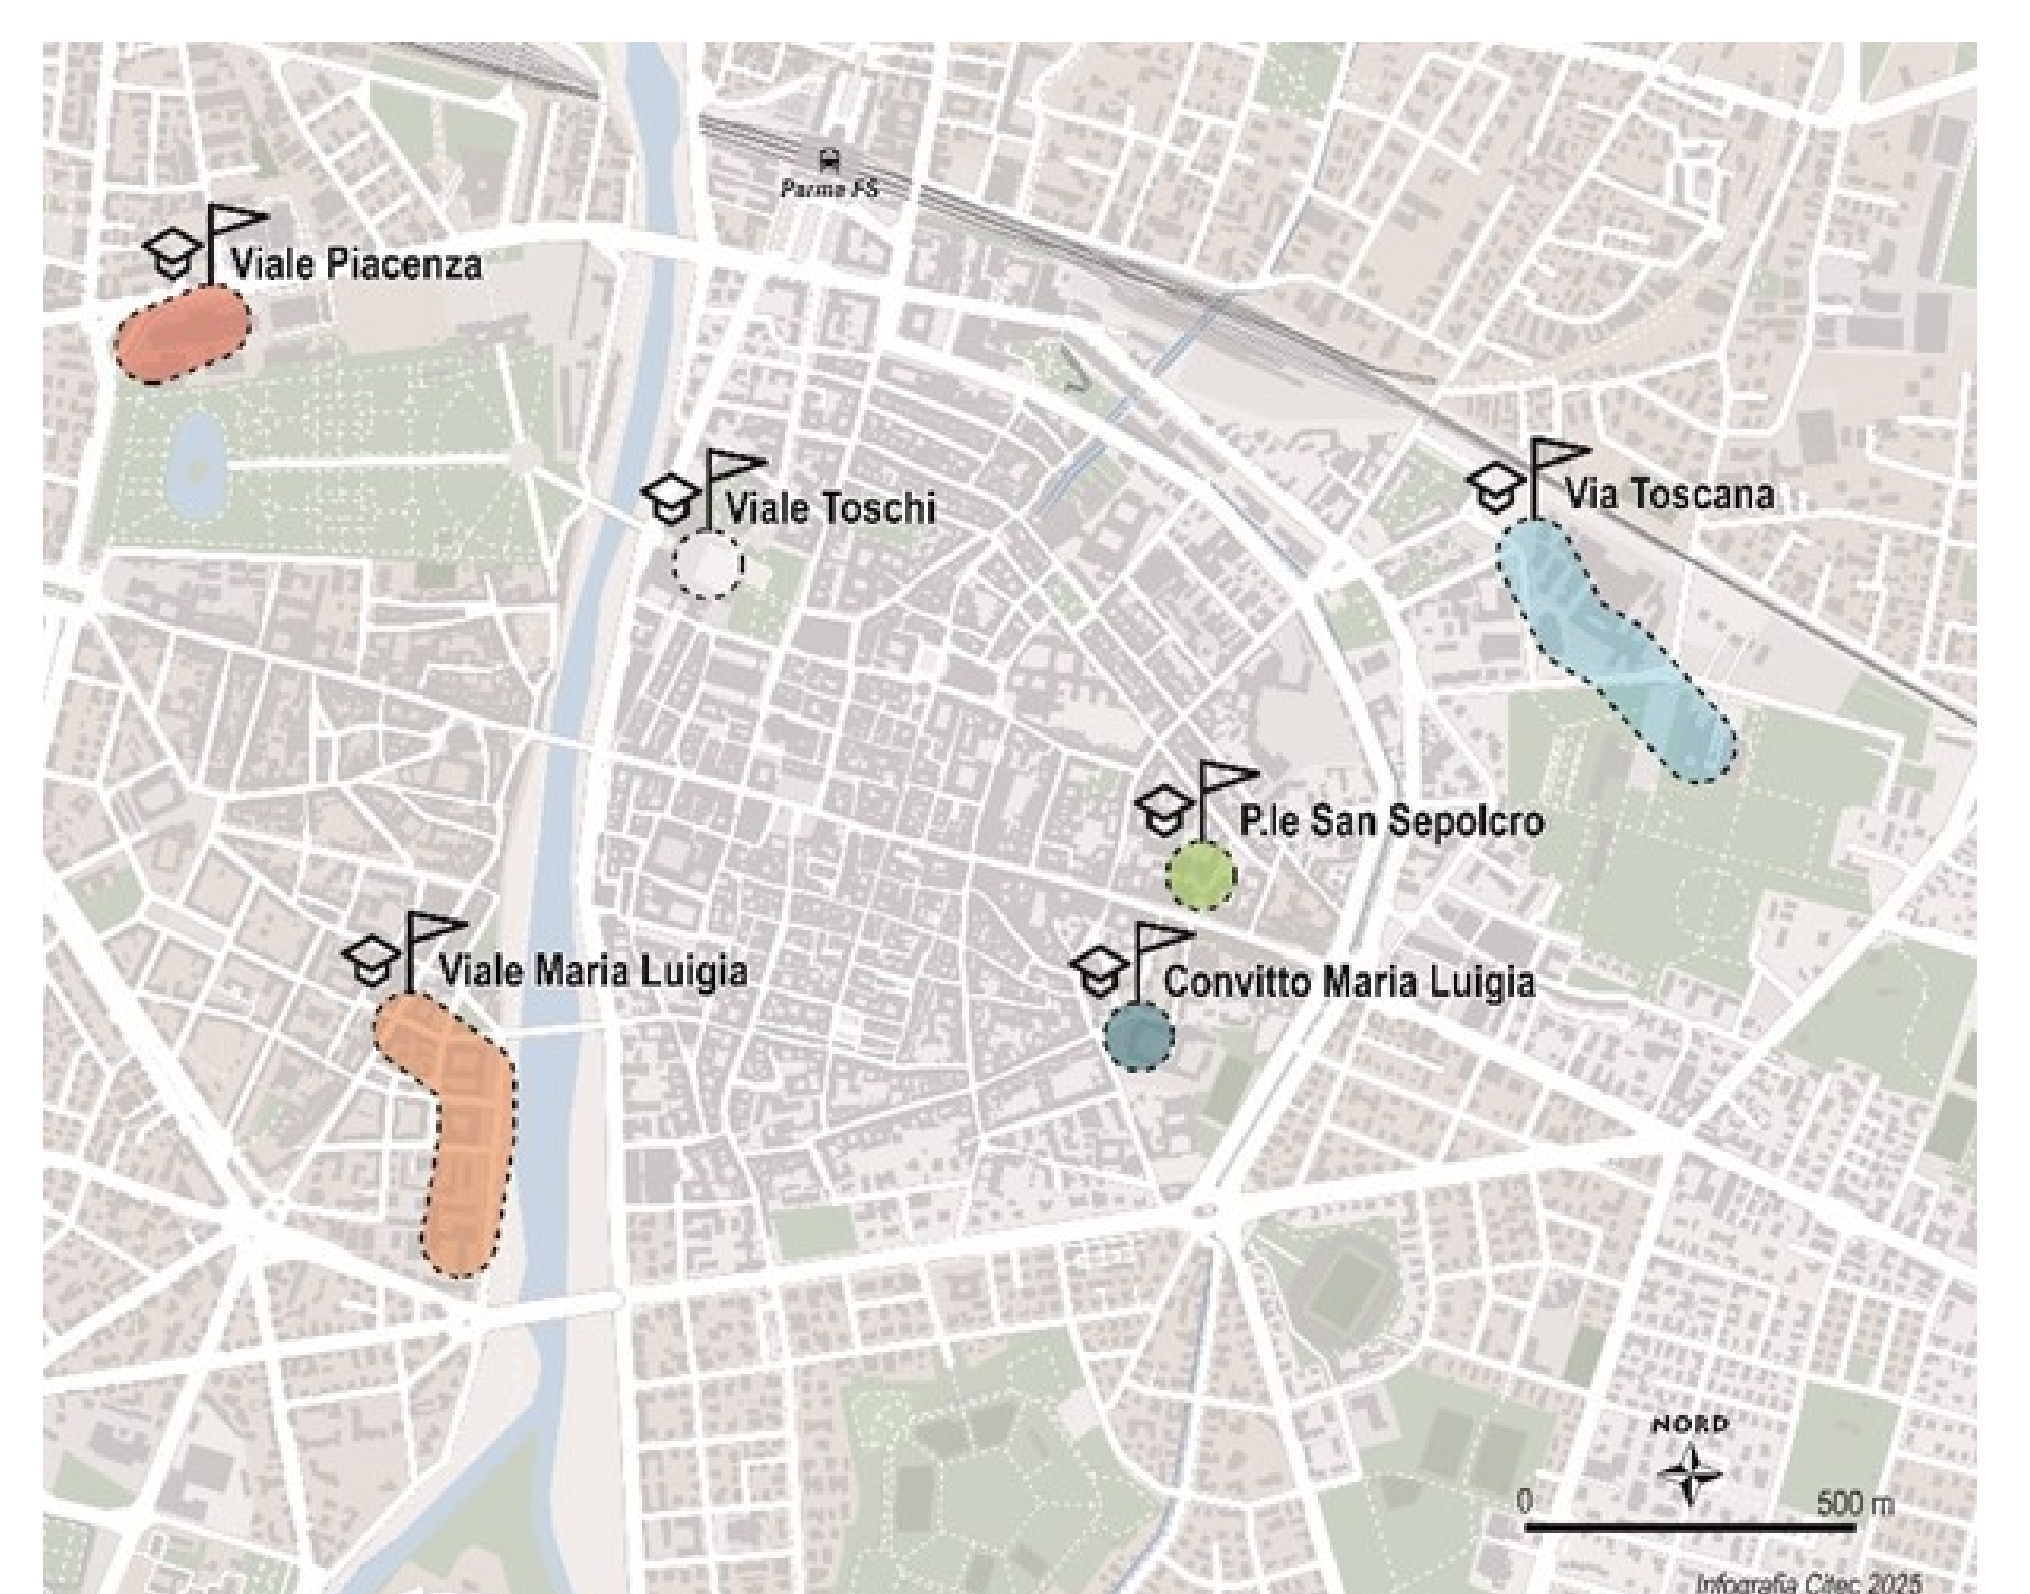 Parma FS
Viale Piacenza
Viale Toschi
Via Toscana
P.le San Sepolcro
Viale Maria Luigia
Convitto Maria Luigia
NORD
0 500 m
Infografia Citec 2025